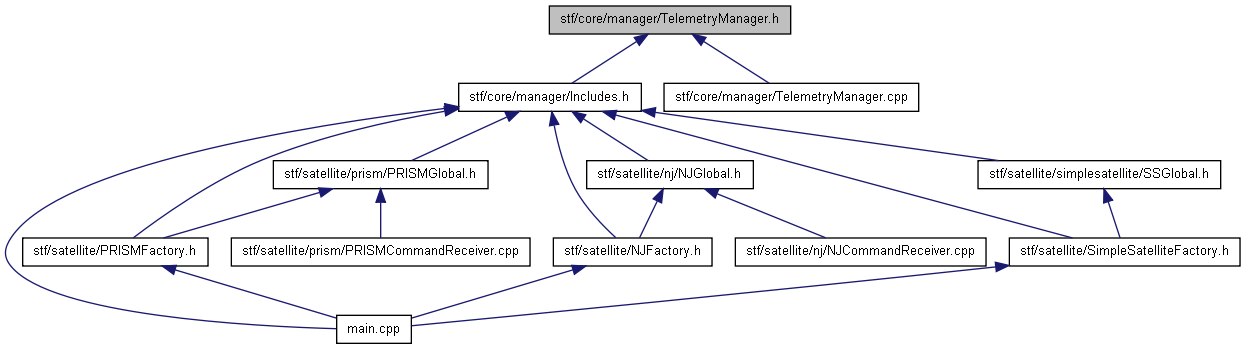 stf/core/manager/TelemetryManager.h
stf/core/manager/Includes.h
stf/core/manager/TelemetryManager.cpp
stf/satellite/prism/PRISMGlobal.h
stf/satellite/nj/NJGlobal.h
stf/satellite/simplesatellite/SSGlobal.h
stf/satellite/PRISMFactory.h
stf/satellite/prism/PRISMCommandReceiver.cpp
stf/satellite/NJFactory.h
stf/satellite/nj/NJCommandReceiver.cpp
stf/satellite/SimpleSatelliteFactory.h
main.cpp